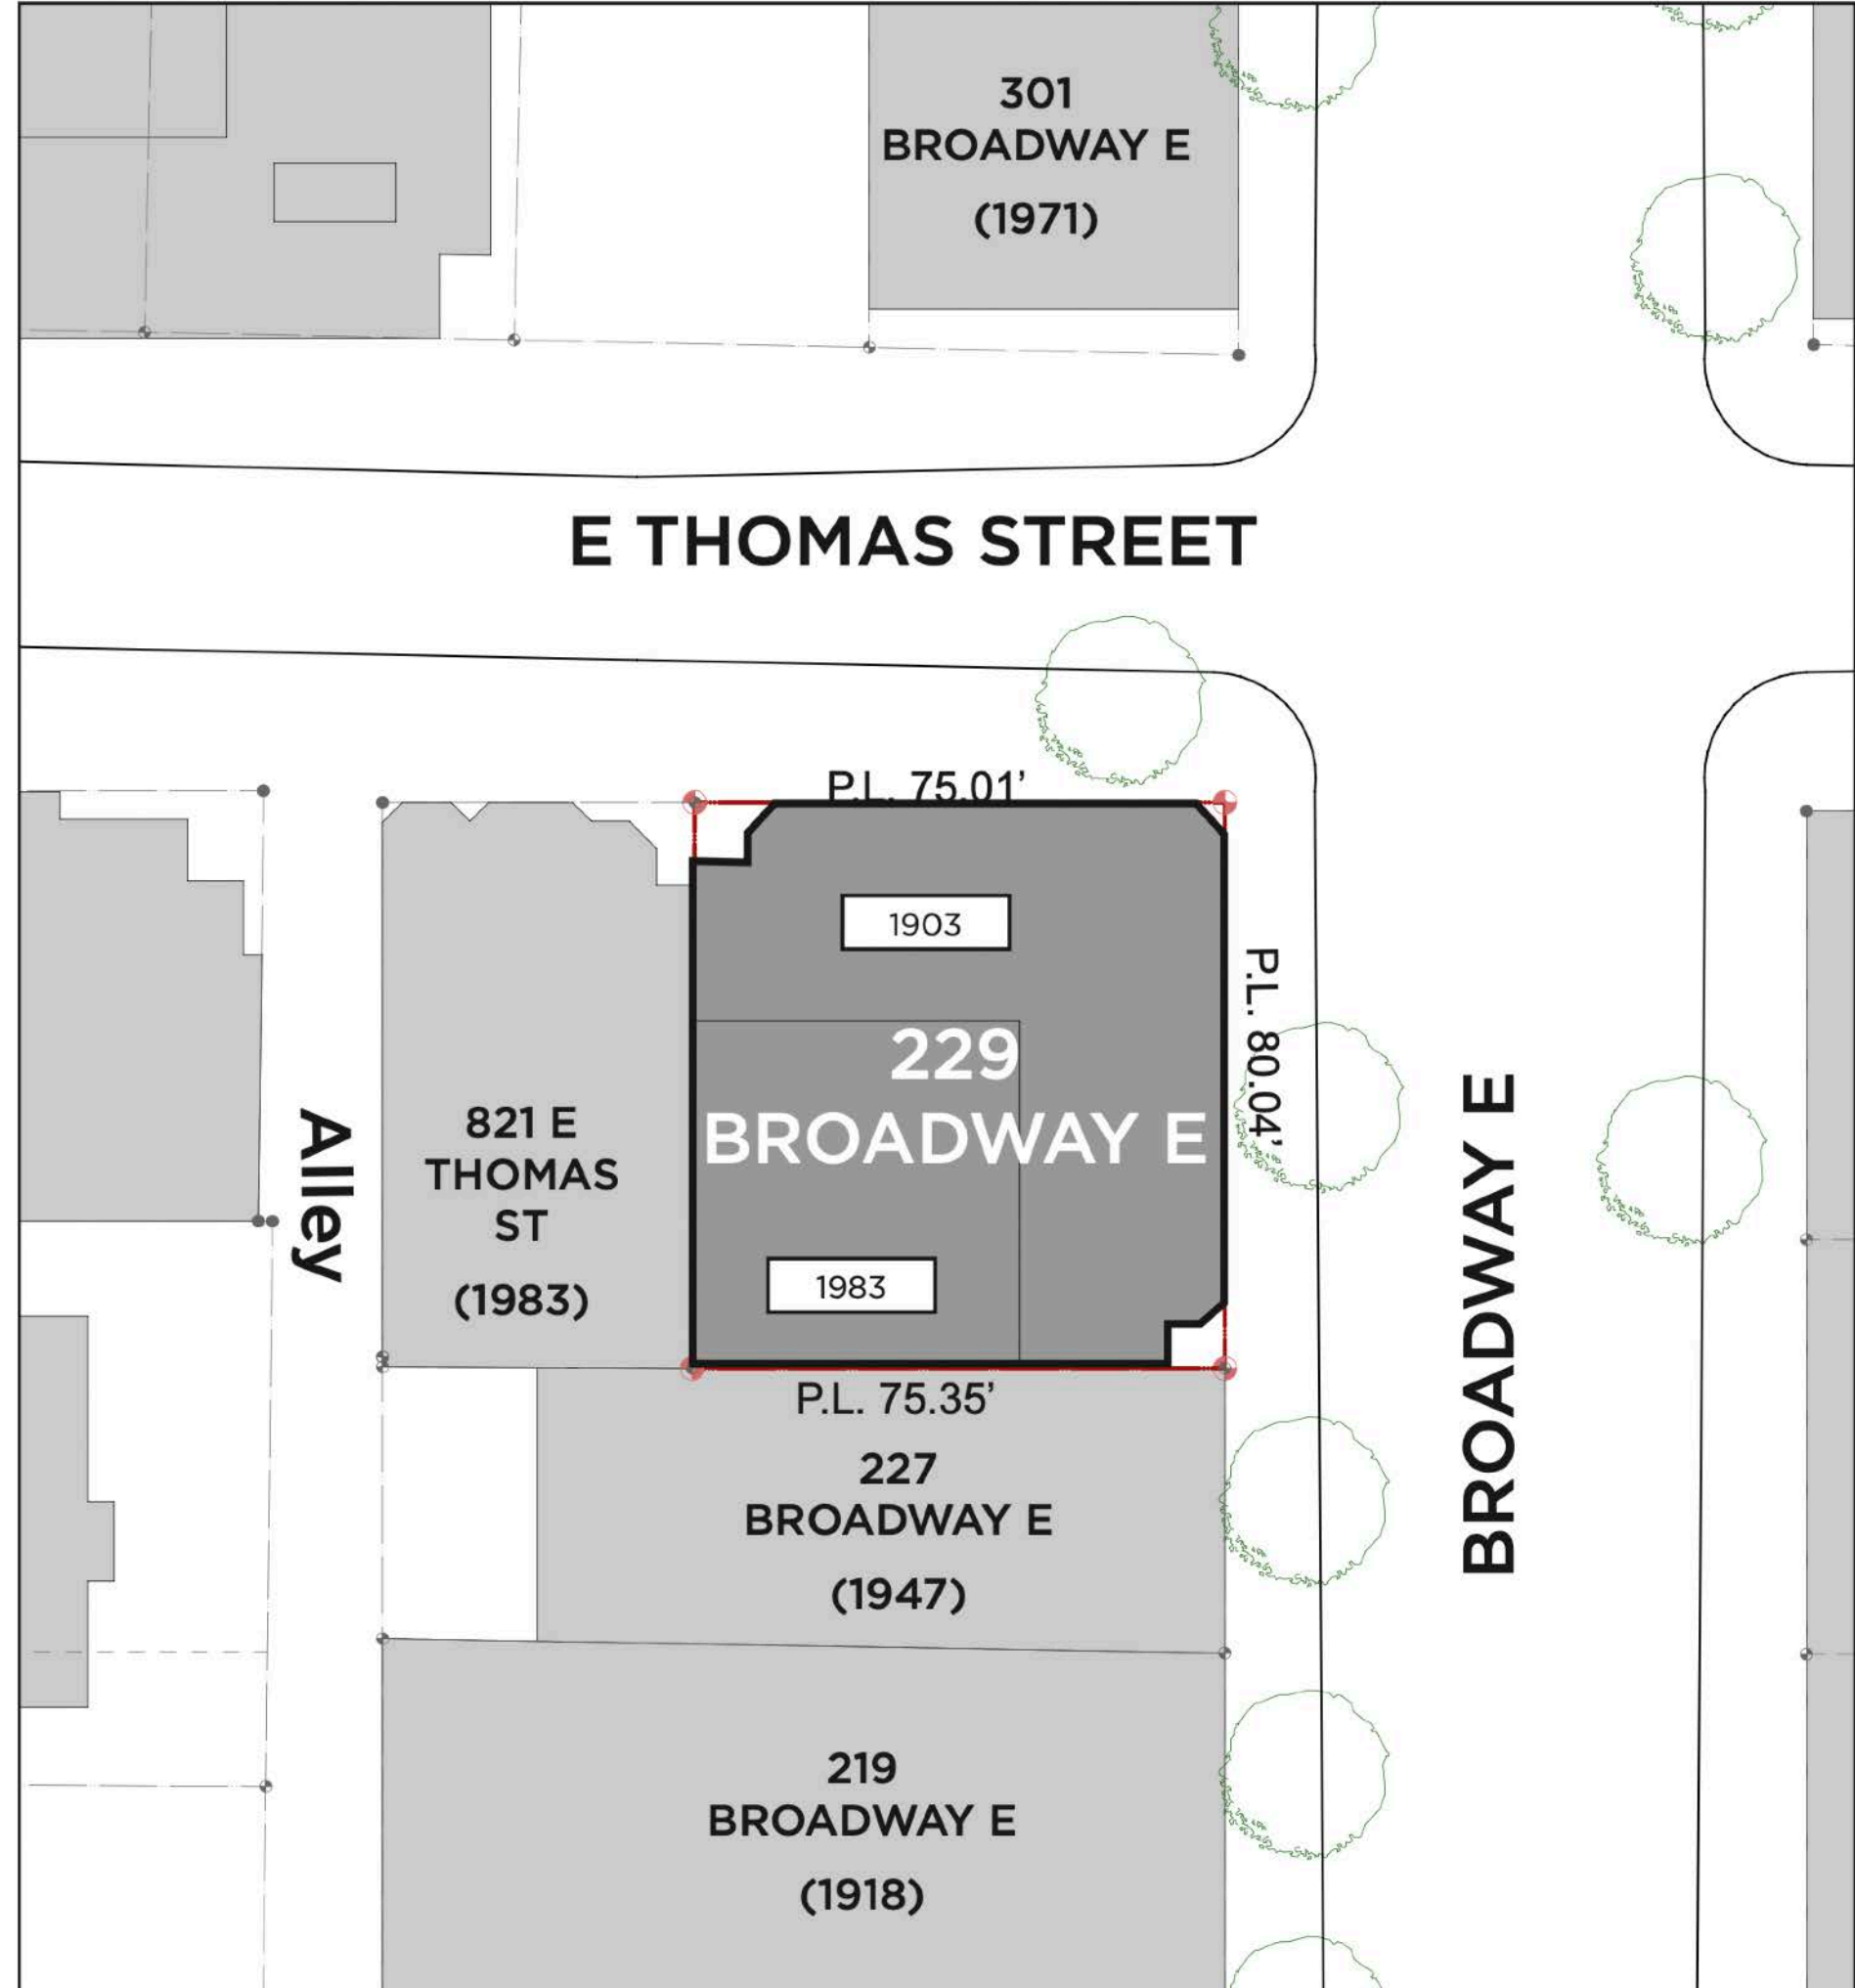 301
BROADWAY E
(1971)
E THOMAS STREET
P.L. 75.01’
1903
P.L. 80.04’
229
BROADWAY E
Alley
821 E
THOMAS
ST
(1983)
1983
BROADWAY E
P.L. 75.35’
227
BROADWAY E
(1947)
219
BROADWAY E
(1918)